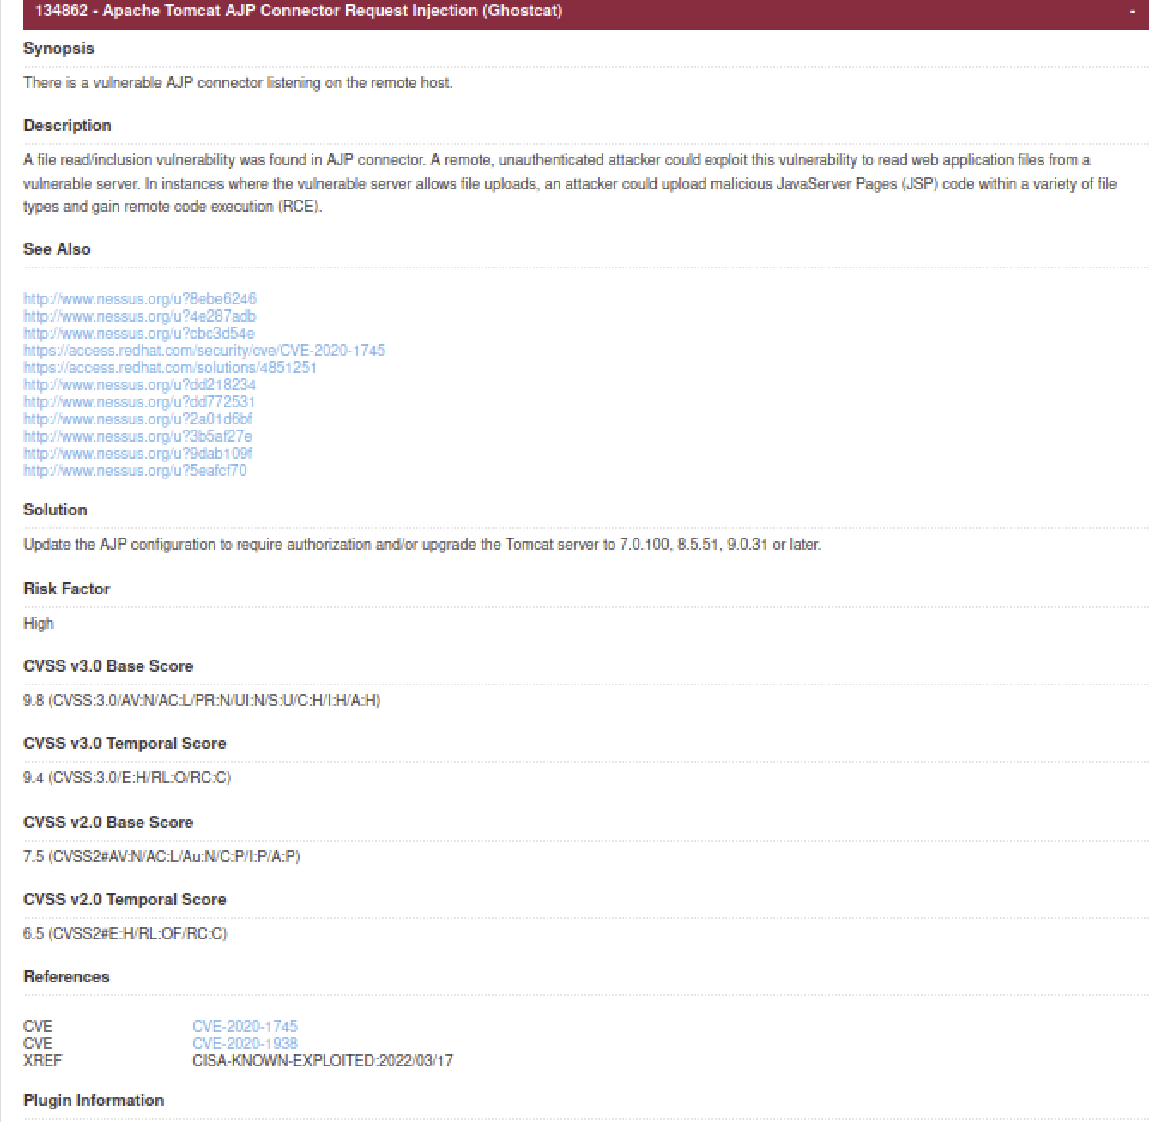 134862 - Apache Tomcat AJP Connector Request Injection (Ghostcat) -
Synopsis
There is a vulnerable AJP connector listening on the remote host.
Description
A file read/inclusion vulnerability was found in AJP connector. A remote, unauthenticated attacker could exploit this vulnerability to read web application files from a
vulnerable server. In instances where the vulnerable server allows file uploads, an attacker could upload malicious JavaServer Pages (JSP) code within a variety of file
types and gain remote code execution (RCE).
See Also
http://www.nessus.org/u?8ebe6246
http://www.nessus.org/u?4e287adb
http://www.nessus.org/u?cbc3d54e
https://access.redhat.com/security/cve/CVE-2020-1745
https://access.redhat.com/solutions/4851251
http://www.nessus.org/u?dd218234
http://www.nessus.org/u?dd772531
http://www.nessus.org/u?2a01d6bf
http://www.nessus.org/u?3b5af27e
http://www.nessus.org/u?9dab109f
http://www.nessus.org/u?5eafcf70
Solution
Update the AJP configuration to require authorization and/or upgrade the Tomcat server to 7.0.100, 8.5.51, 9.0.31 or later.
Risk Factor
High
CVSS v3.0 Base Score
9.8 (CVSS:3.0/AV:N/AC:L/PR:N/UI:N/S:U/C:H/I:H/A:H)
CVSS v3.0 Temporal Score
9.4 (CVSS:3.0/E:H/RL:O/RC:C)
CVSS v2.0 Base Score
7.5 (CVSS2#AV:N/AC:L/Au:N/C:P/I:P/A:P)
CVSS v2.0 Temporal Score
6.5 (CVSS2#E:H/RL:OF/RC:C)
References
CVE CVE-2020-1745
CVE CVE-2020-1938
XREF CISA-KNOWN-EXPLOITED:2022/03/17
Plugin Information